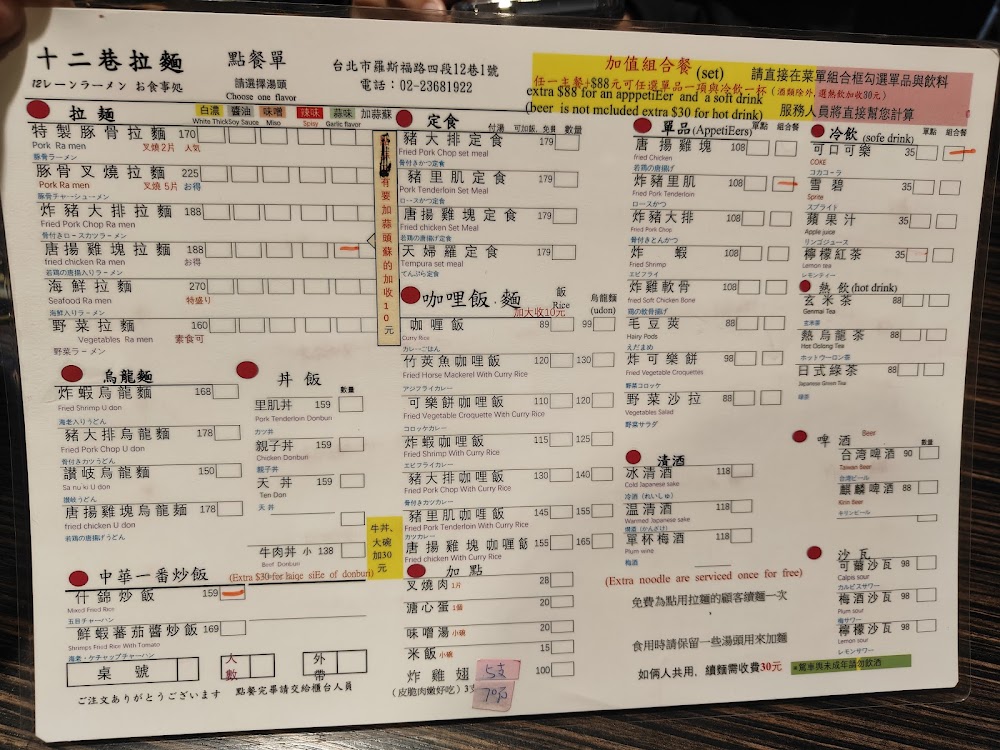 十二巷拉麵 點餐單
12レーンラーメン お食事処
請選擇湯頭
Choose one flavor
台北市羅斯福路四段12巷1號
電話：02-23681922
加值組合餐 (set)
任一主餐+$88元可任選單品一項與冷飲一杯（酒類除外,選熱飲加收30元）
extra $88 for an apppetiEer and a soft drink
(beer is not mcluded extra $30 for hot drink)
請直接在菜單組合框勾選單品與飲料
服務人員將直接幫您計算
拉麵
白濃 醬油 味噌 辣味 蒜味 加蒜蘇
White Thick Soy Sauce Miso Spisy Garlic flavor
特製豚骨拉麵 170
Pork Ra men 叉燒2片 人気
豚骨ラーメン
豚骨叉燒拉麵 225
Pork Ra men 叉燒5片 お得
豚骨チャーシューメン
炸豬大排拉麵 188
Fried Pork Chop Ra men
骨付きロースカツラーメン
唐揚雞塊拉麵 188
fried chicken Ra men お得
若鶏の唐揚入りラーメン
海鮮拉麵 270
Seafood Ra men 特盛り
海鮮入りラーメン
野菜拉麵 160
Vegetables Ra men 素食可
野菜ラーメン
有要加蒜頭蘇的加收10元
烏龍麵
炸蝦烏龍麵 168
Fried Shrimp U don
海老入りうどん
豬大排烏龍麵 178
Fried Pork Chop U don
骨付きカツうどん
讚岐烏龍麵 150
Sa nu ki U don
讃岐うどん
唐揚雞塊烏龍麵 178
fried chicken U don
若鶏の唐揚げうどん
丼飯
數量
里肌丼 159
Pork Tenderloin Donbun
カツ丼
親子丼 159
Chicken Donbun
親子丼
天丼 159
Ten Don
天丼
牛肉丼 小 138
Beef Donbun
(Extra $30 for haiqe siEe of donbun)
牛丼、大碗加30元
中華一番炒飯
什錦炒飯 159
Mixcd Fried Rice
五目チャーハン
鮮蝦蕃茄醬炒飯 169
Shrimps Fried Rice With Tomato
海老・ケチャップチャーハン
桌號 人數 外帶
ご注文ありがとうございます 點餐完畢請交給櫃台人員
定食
付湯 可加飯、免費 數量
豬大排定食 179
Fried Pork Chop set meal
骨付きかつ定食
豬里肌定食 179
Pork Tenderloin Set Meal
ロースかつ定食
唐揚雞塊定食 179
Fried chicken Set Meal
若鶏の唐揚げ定食
天婦羅定食 179
Tempura set meal
てんぷら定食
咖哩飯.麵
飯 Rice 烏龍麵 (udon)
加大收10元
咖哩飯 89 99
Curry Rice
カレーごはん
竹莢魚咖哩飯 120 130
Fried Horse Mackerel With Curry Rice
アジフライカレー
可樂餅咖哩飯 110 120
Fried Vegetable Croquette With Curry Rice
コロッケカレー
炸蝦咖哩飯 115 125
Fried Shrimp With Curry Rice
エビフライカレー
豬大排咖哩飯 130 140
Fried Pork Chop With Curry Rice
骨付きカツカレー
豬里肌咖哩飯 145 155
Fried Pork Tenderloin With Curry Rice
カツカレー
唐揚雞塊咖哩飯 155 165
Fried chicken With Curry Rice
加點
叉燒肉 1片 28
溏心蛋 1個 20
味噌湯 小碗 20
米飯 小碗 15
炸雞翅 100
（皮脆肉嫩好吃）3支
5支
70元
單品 (AppetiEers) 單點 組合餐
唐揚雞塊 108
fried Chicken
若鶏の唐揚げ
炸豬里肌 108
Fried Pork Tenderloin
ロースかつ
炸豬大排 108
Fried Pork Chop
骨付きとんかつ
炸蝦 108
Fried Shrimp
エビフライ
炸雞軟骨 108
fried Soft Chicken Bone
鶏の軟骨揚げ
毛豆莢 88
Hairy Pods
えだまめ
炸可樂餅 98
Fried Vegetable Croquettes
野菜コロッケ
野菜沙拉 88
Vegetables Salad
野菜サラダ
清酒
冰清酒 118
Cold Japanese sake
冷酒（れいしゅ）
溫清酒 118
Warmed Japanese sake
燗酒（かんざけ）
單杯梅酒 118
Plum wine
梅酒
(Extra noodle are serviced once for free)
免費為點用拉麵的顧客續麵一次
食用時請保留一些湯頭用來加麵
如倆人共用，續麵需收費30元
冷飲 (sofe drink) 單點 組合餐
可口可樂 35
COKE
コカコーラ
雪碧 35
Sprite
スプライト
蘋果汁 35
Apple juice
リンゴジュース
檸檬紅茶 35
Lemon tea
レモンティー
熱飲 (hot drink)
玄米茶 88
Genmai Tea
玄米茶
熱烏龍茶 88
Hot Oolong Tea
ホットウーロン茶
日式綠茶 88
Japanese Green Tea
緑茶
啤酒 Beer 數量
台湾啤酒 90
Taiwan Beer
台湾ビール
麒麟啤酒 88
Kirin Beer
キリンビール
沙瓦
可爾沙瓦 98
Calpis sour
カルピスサワー
梅酒沙瓦 98
Plum sour
梅サワー
檸檬沙瓦 98
Lemon sour
レモンサワー
*駕車與未成年請勿飲酒